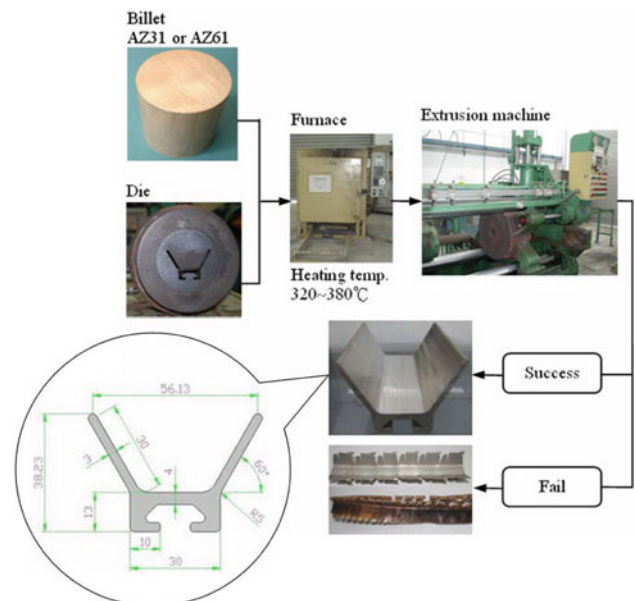 Billet
AZ31 or AZ61
Furnace
Extrusion machine
Die
Heating temp.
320~380℃
Success
Fail
56.13
38.23
30
3
4
60°
13
R5
10
30